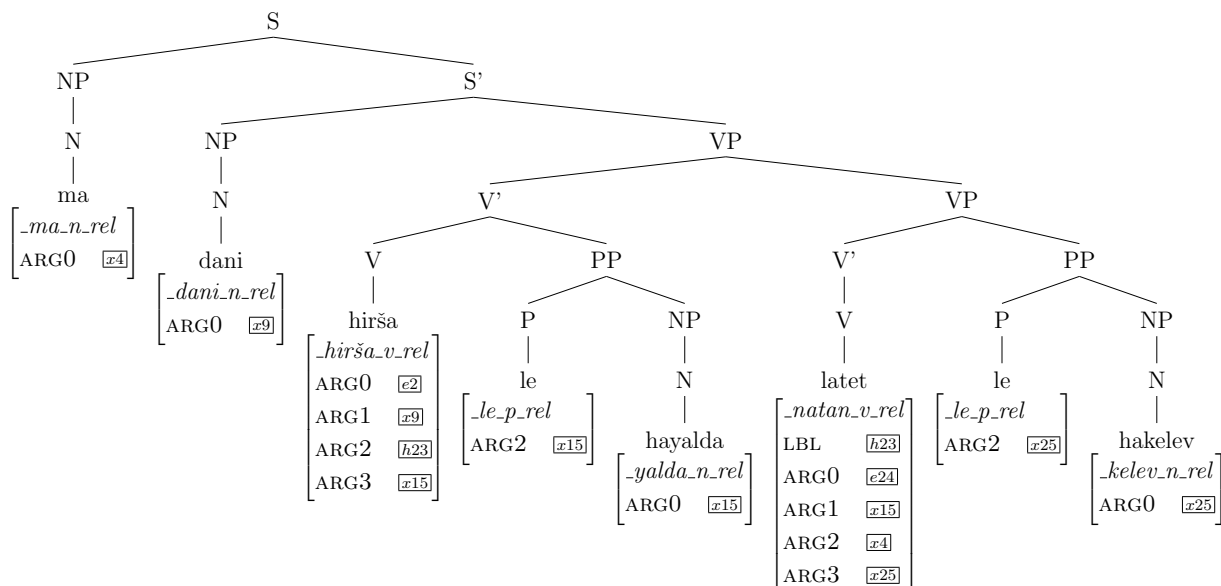 S
NP S'
N NP VP
ma N V' VP
_ma_n_rel
ARG0 x4
dani
_dani_n_rel
ARG0 x9
V PP V' PP
hirša P NP V P NP
_hirša_v_rel
ARG0 e2
ARG1 x9
ARG2 h23
ARG3 x15
le N latet le N
_le_p_rel
ARG2 x15
hayalda
_yalda_n_rel
ARG0 x15
_natan_v_rel
LBL h23
ARG0 e24
ARG1 x15
ARG2 x4
ARG3 x25
_le_p_rel
ARG2 x25
hakelev
_kelev_n_rel
ARG0 x25